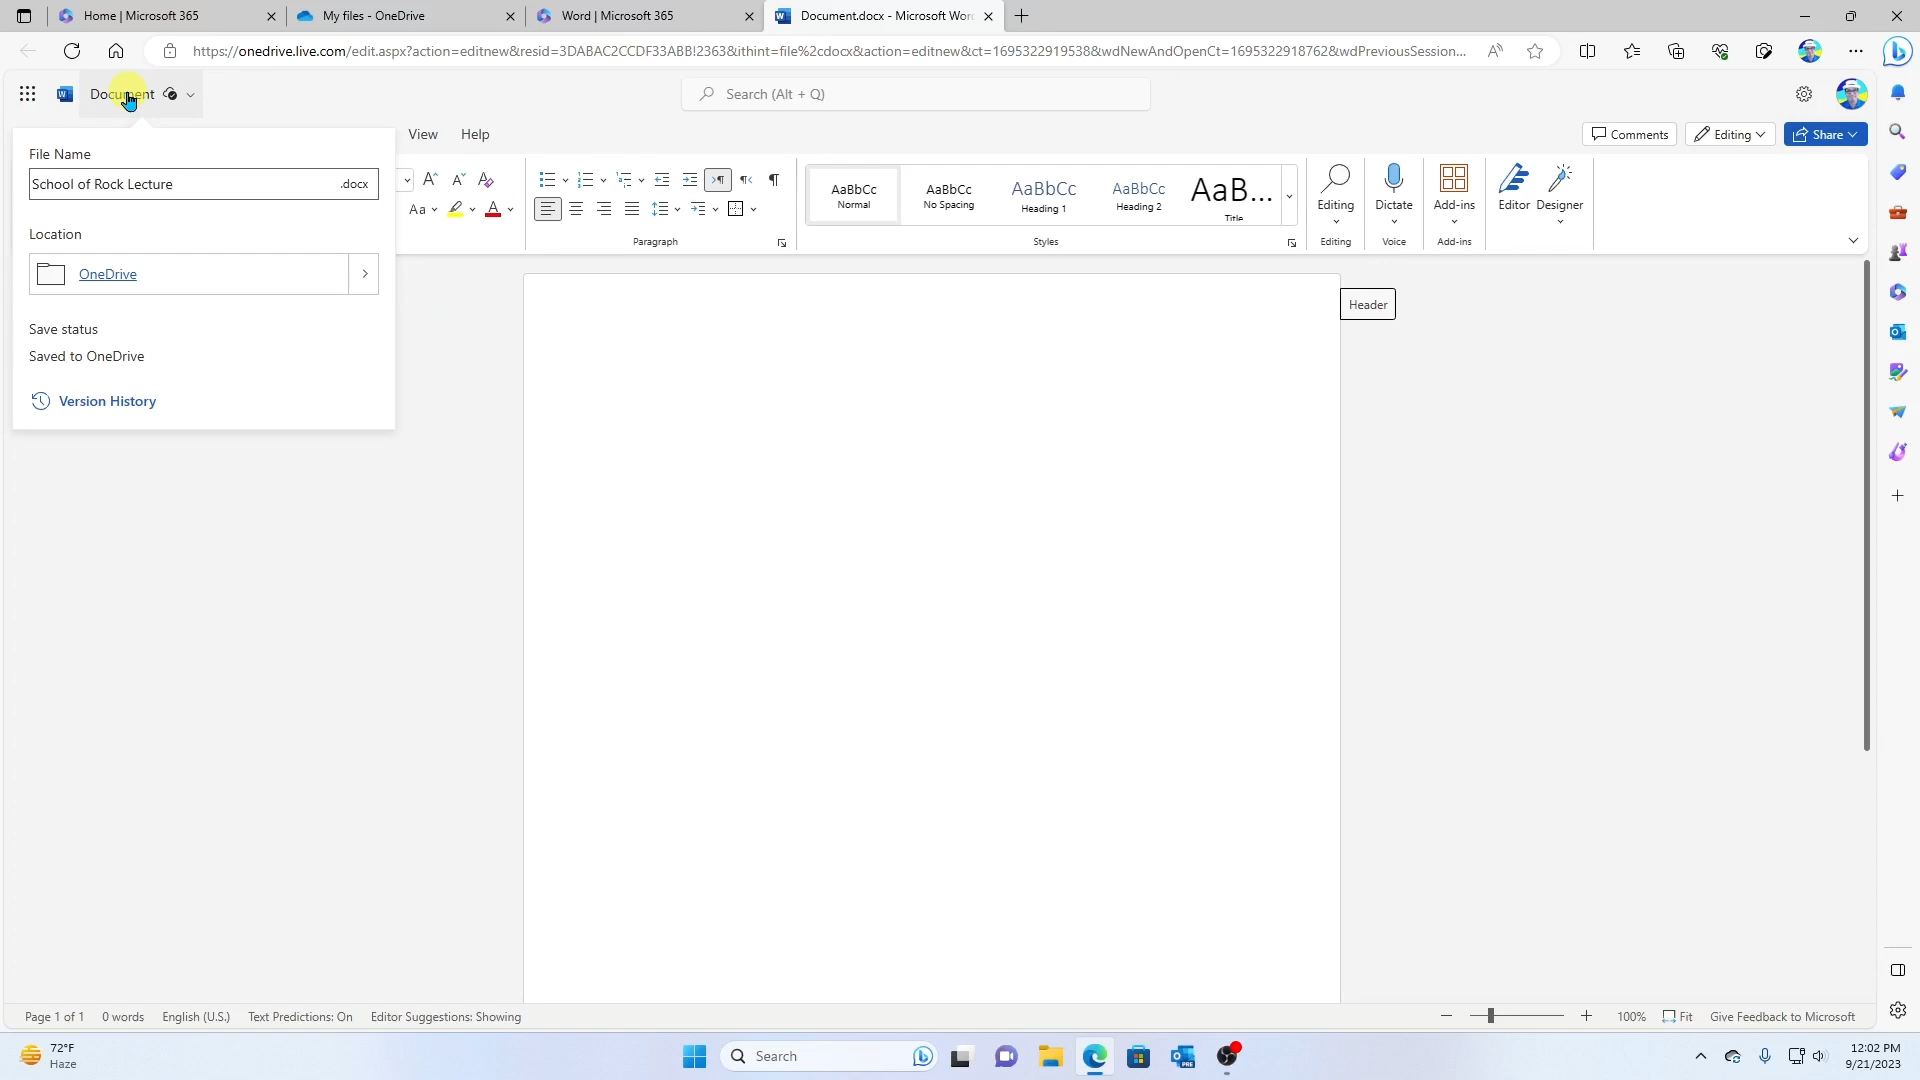 Home | Microsoft 365
My files - OneDrive
Word | Microsoft 365
Document.docx - Microsoft Wor
https://onedrive.live.com/edit.aspx?action=editnew&resid=3DABAC2CCDF33ABB!2363&ithint=file%2cdocx&action=editnew&ct=1695322919538&wdNewAndOpenCt=1695322918762&wdPreviousSession...
Document
Search (Alt + Q)
View Help
Comments
Editing
Share
File Name
School of Rock Lecture .docx
Location
OneDrive
Save status
Saved to OneDrive
Version History
Aa
A
Paragraph
AaBbCc
Normal
AaBbCc
No Spacing
AaBbCc
Heading 1
AaBbCc
Heading 2
AaB...
Title
Styles
Editing
Editing
Dictate
Voice
Add-ins
Add-ins
Editor
Designer
Header
Page 1 of 1 0 words English (U.S.) Text Predictions: On Editor Suggestions: Showing
100% Fit Give Feedback to Microsoft
72°F
Haze
Search
12:02 PM
9/21/2023